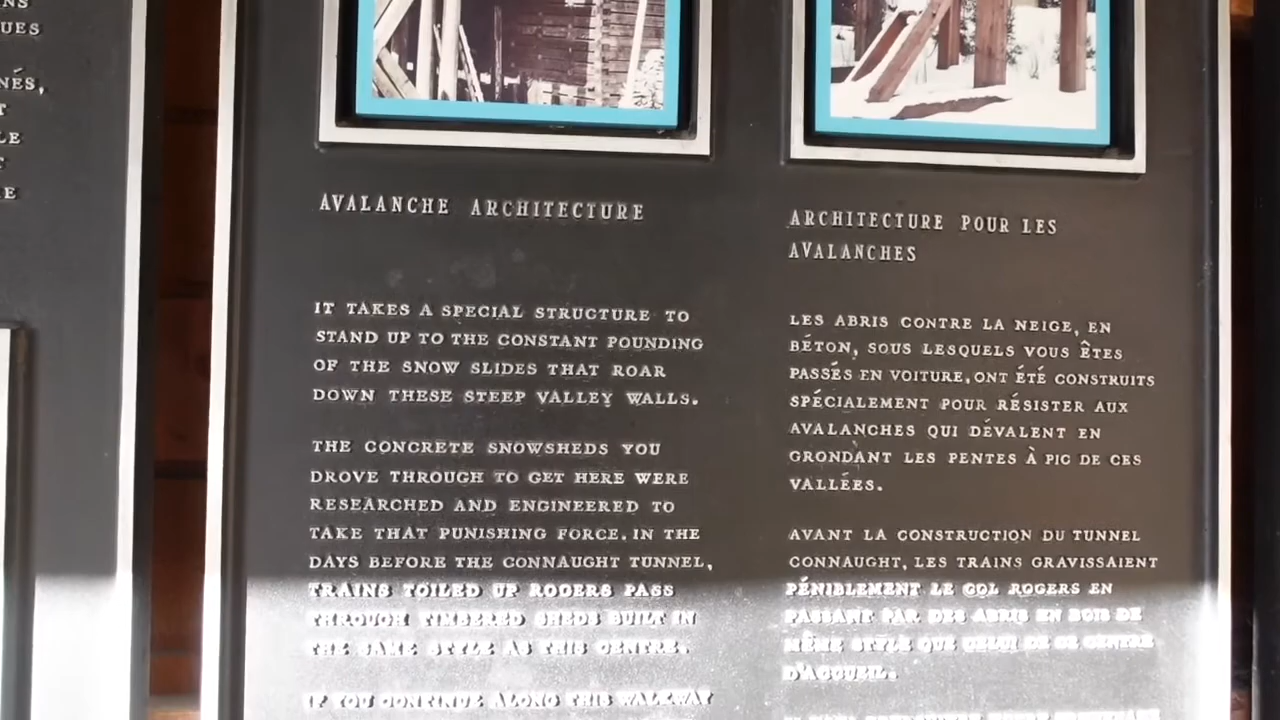 NS
UES
NÉS,
T
LE
T
E
AVALANCHE ARCHITECTURE
IT TAKES A SPECIAL STRUCTURE TO
STAND UP TO THE CONSTANT POUNDING
OF THE SNOW SLIDES THAT ROAR
DOWN THESE STEEP VALLEY WALLS.
THE CONCRETE SNOWSHEDS YOU
DROVE THROUGH TO GET HERE WERE
RESEARCHED AND ENGINEERED TO
TAKE THAT PUNISHING FORCE. IN THE
DAYS BEFORE THE CONNAUGHT TUNNEL,
TRAINS TOILED UP ROGERS PASS
THROUGH TIMBERED SHEDS BUILT IN
THE SAME STYLE AS THIS CENTRE.
IF YOU CONTINUE ALONG THIS WALKWAY
ARCHITECTURE POUR LES
AVALANCHES
LES ABRIS CONTRE LA NEIGE, EN
BÉTON, SOUS LESQUELS VOUS ÊTES
PASSÉS EN VOITURE, ONT ÉTÉ CONSTRUITS
SPÉCIALEMENT POUR RÉSISTER AUX
AVALANCHES QUI DÉVALENT EN
GRONDANT LES PENTES À PIC DE CES
VALLÉES.
AVANT LA CONSTRUCTION DU TUNNEL
CONNAUGHT, LES TRAINS GRAVISSAIENT
PÉNIBLEMENT LE COL ROGERS EN
PASSANT PAR DES ABRIS EN BOIS DE
MÊME STYLE QUE CELUI DE CE CENTRE
D'ACCUEIL.